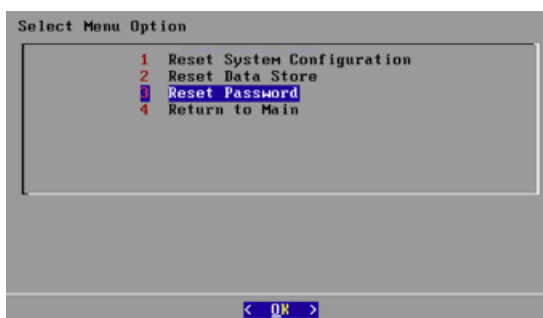 Select Menu Option
1 Reset System Configuration
2 Reset Data Store
3 Reset Password
4 Return to Main
< OK >